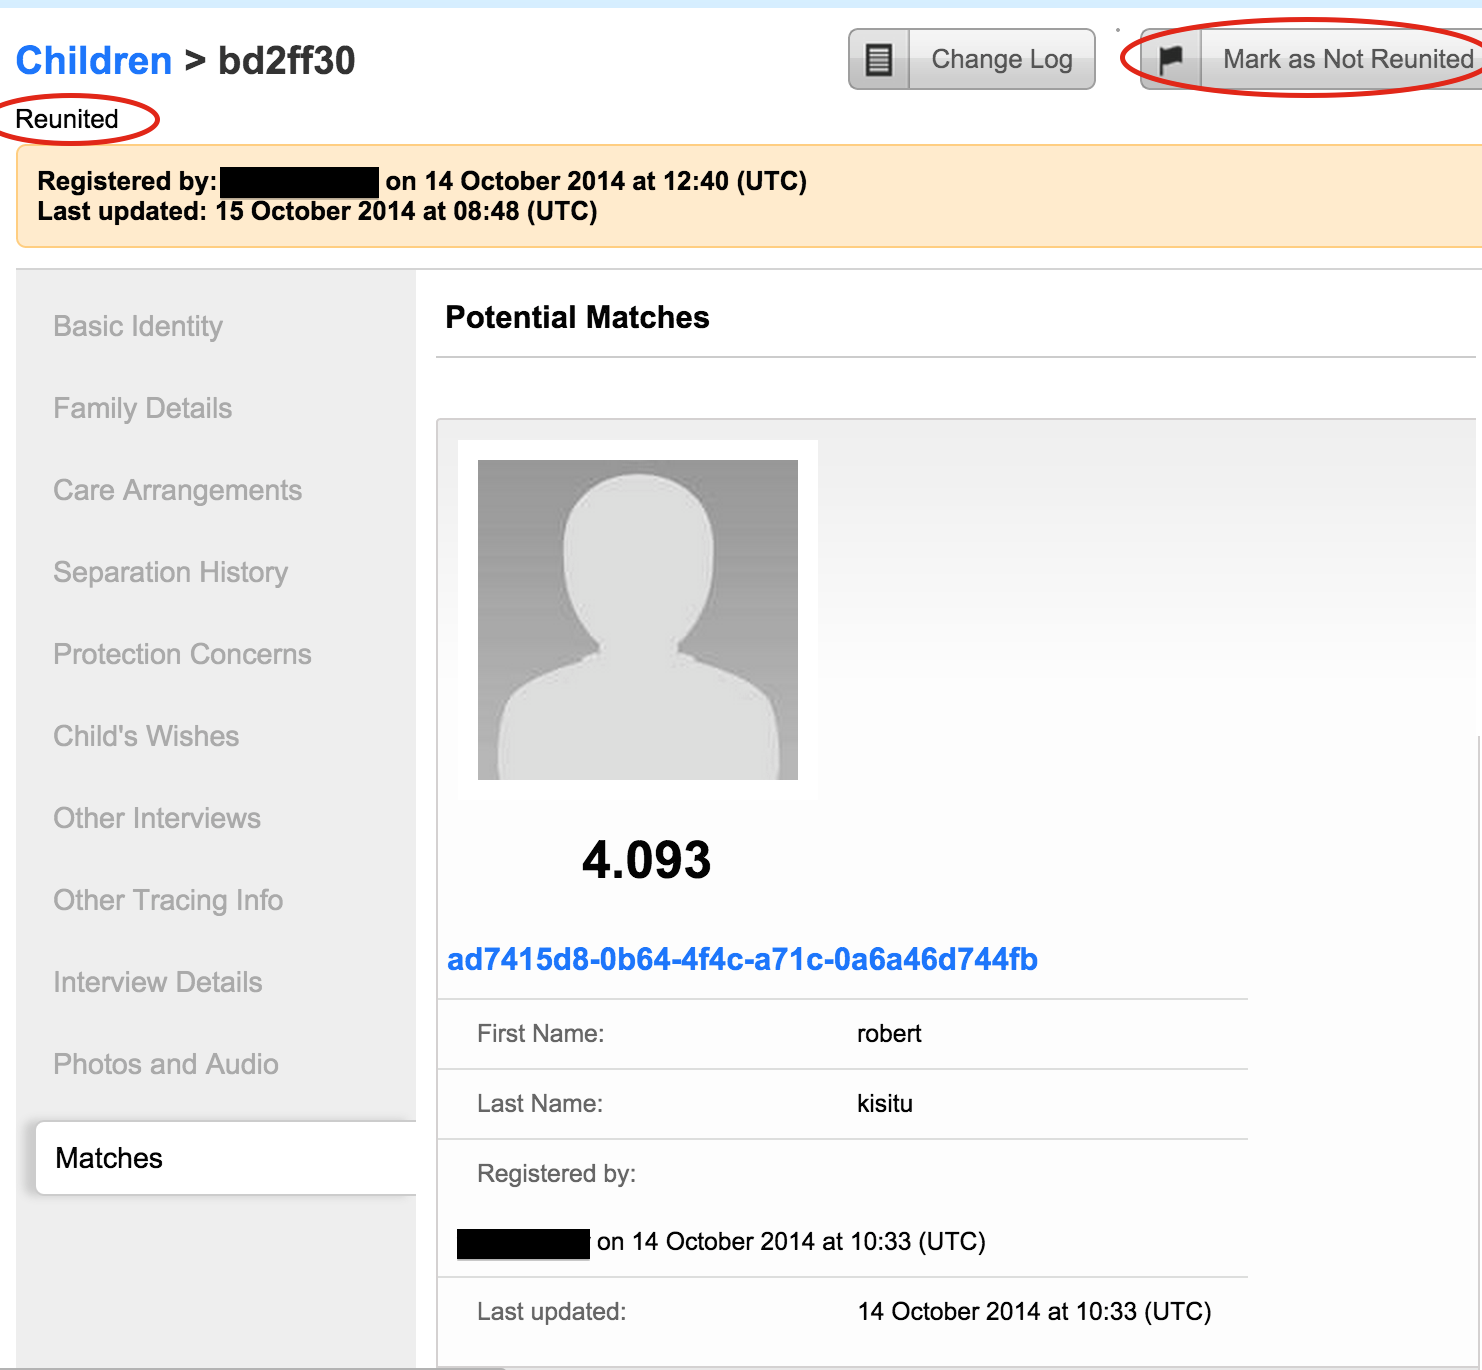 Children > bd2ff30
Change Log
Mark as Not Reunited
Reunited
Registered by: on 14 October 2014 at 12:40 (UTC)
Last updated: 15 October 2014 at 08:48 (UTC)
Basic Identity
Family Details
Care Arrangements
Separation History
Protection Concerns
Child's Wishes
Other Interviews
Other Tracing Info
Interview Details
Photos and Audio
Matches
Potential Matches
4.093
ad7415d8-0b64-4f4c-a71c-0a6a46d744fb
First Name: robert
Last Name: kisitu
Registered by:
on 14 October 2014 at 10:33 (UTC)
Last updated: 14 October 2014 at 10:33 (UTC)